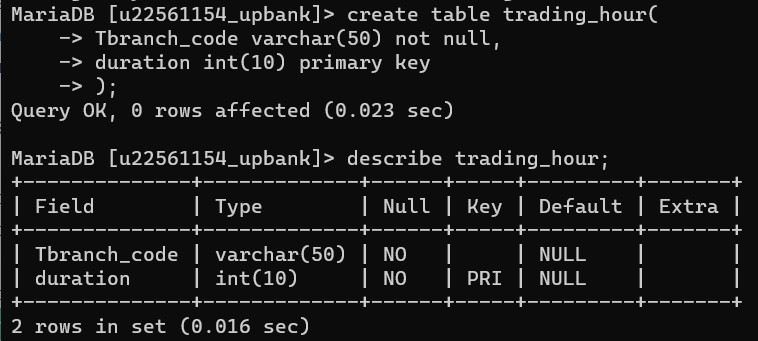 MariaDB [u22561154_upbank]> create table trading_hour(
    -> Tbranch_code varchar(50) not null,
    -> duration int(10) primary key
    -> );
Query OK, 0 rows affected (0.023 sec)

MariaDB [u22561154_upbank]> describe trading_hour;
+--------------+-------------+------+-----+---------+-------+
| Field        | Type        | Null | Key | Default | Extra |
+--------------+-------------+------+-----+---------+-------+
| Tbranch_code | varchar(50) | NO   |     | NULL    |       |
| duration     | int(10)     | NO   | PRI | NULL    |       |
+--------------+-------------+------+-----+---------+-------+
2 rows in set (0.016 sec)